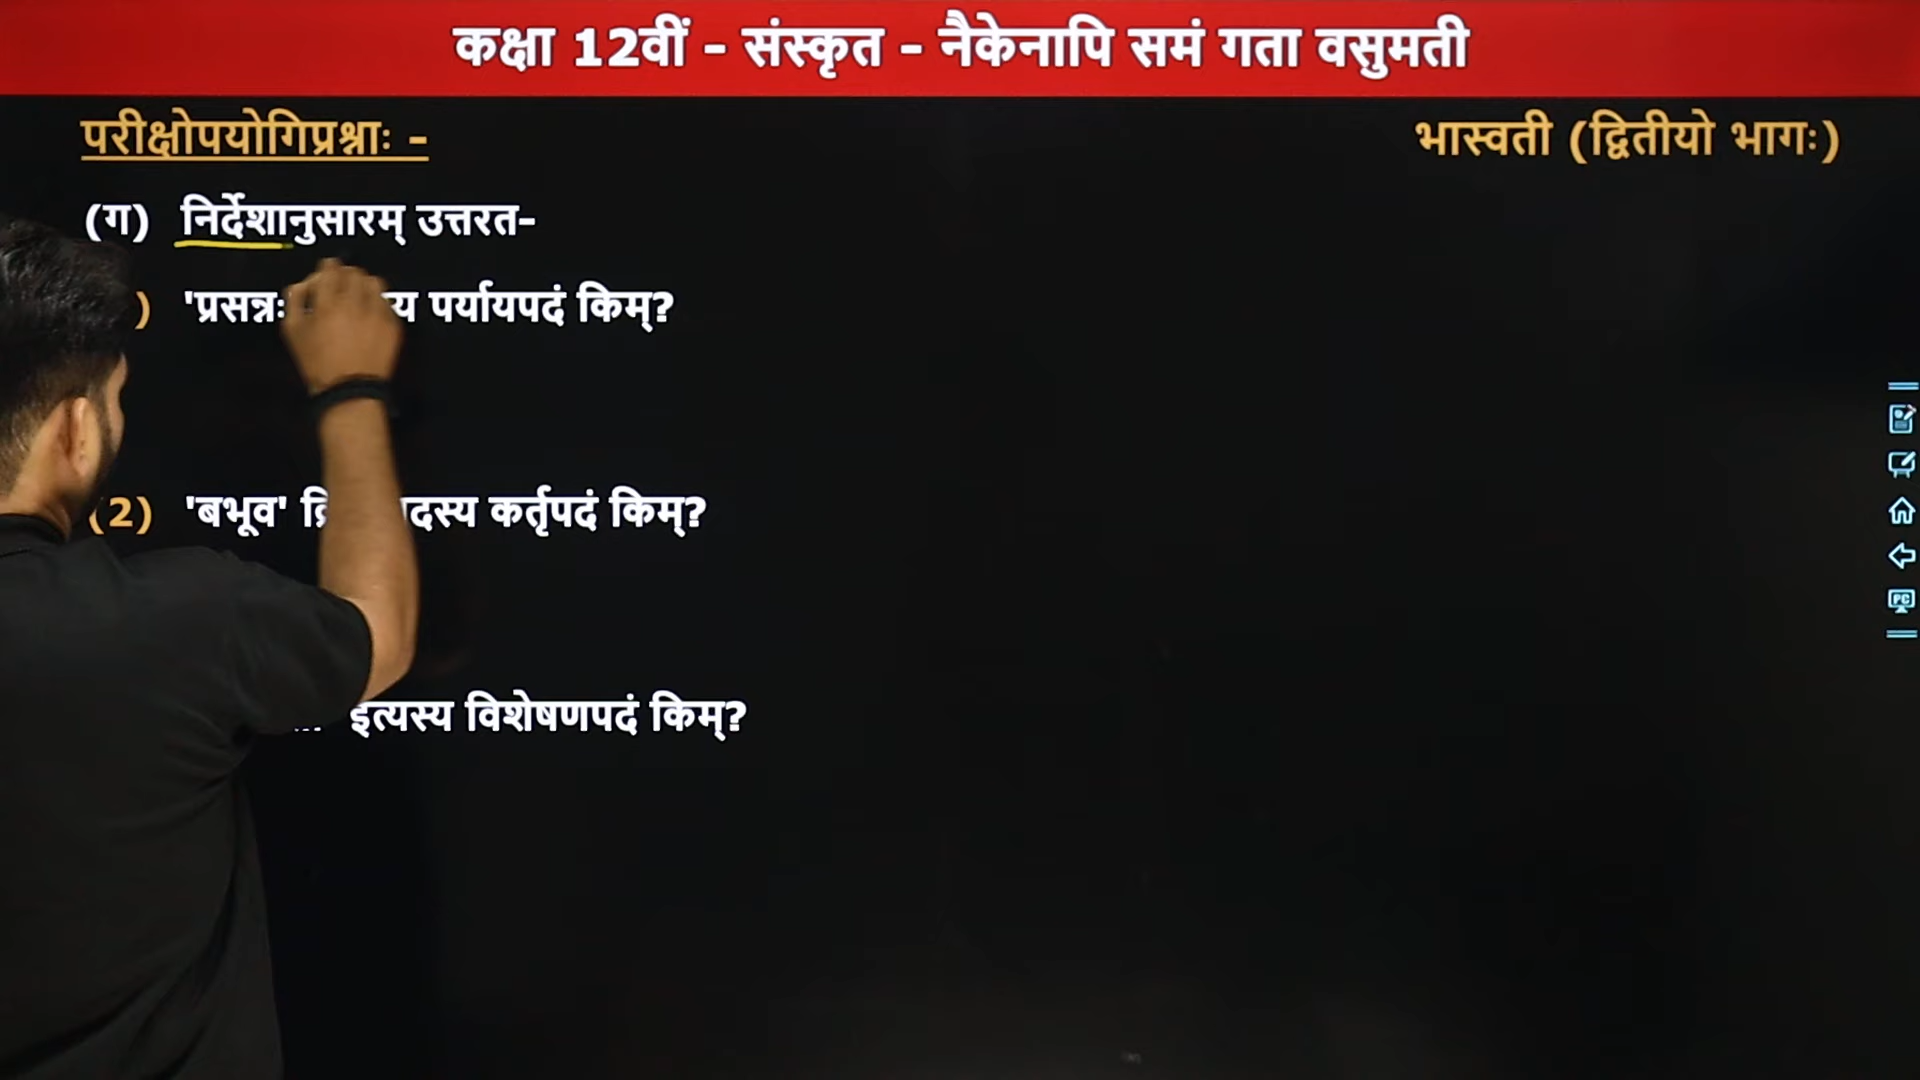 कक्षा 12वीं - संस्कृत - नैकेनापि समं गता वसुमती
परीक्षोपयोगिप्रश्नाः -
भास्वती (द्वितीयो भागः)
(ग) निर्देशानुसारम् उत्तरत-
) 'प्रसन्नः पर्यायपदं किम्?
(2) 'बभूव' कर्तृपदं किम्?
इत्यस्य विशेषणपदं किम्?
PC